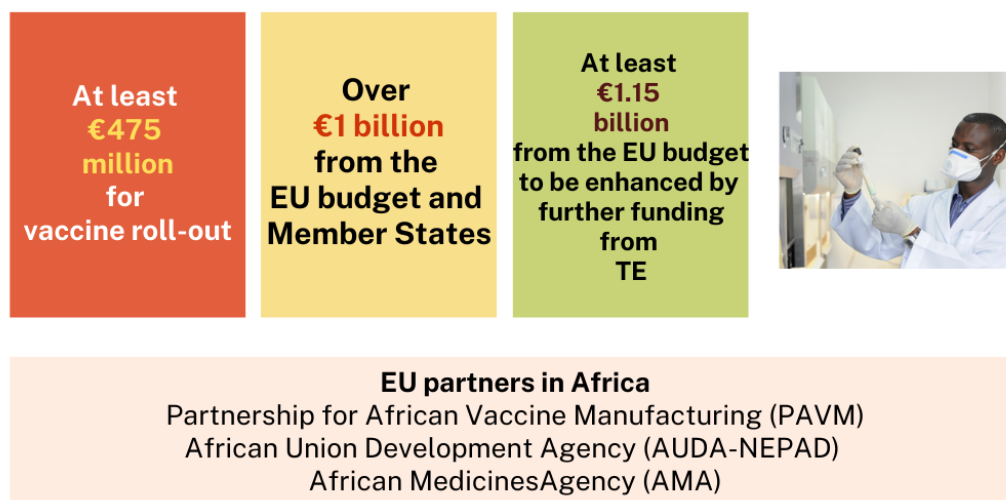 At least
€475
million
for
vaccine roll-out
Over
€1 billion
from the
EU budget and
Member States
At least
€1.15
billion
from the EU budget
to be enhanced by
further funding
from
TE
EU partners in Africa
Partnership for African Vaccine Manufacturing (PAVM)
African Union Development Agency (AUDA-NEPAD)
African MedicinesAgency (AMA)